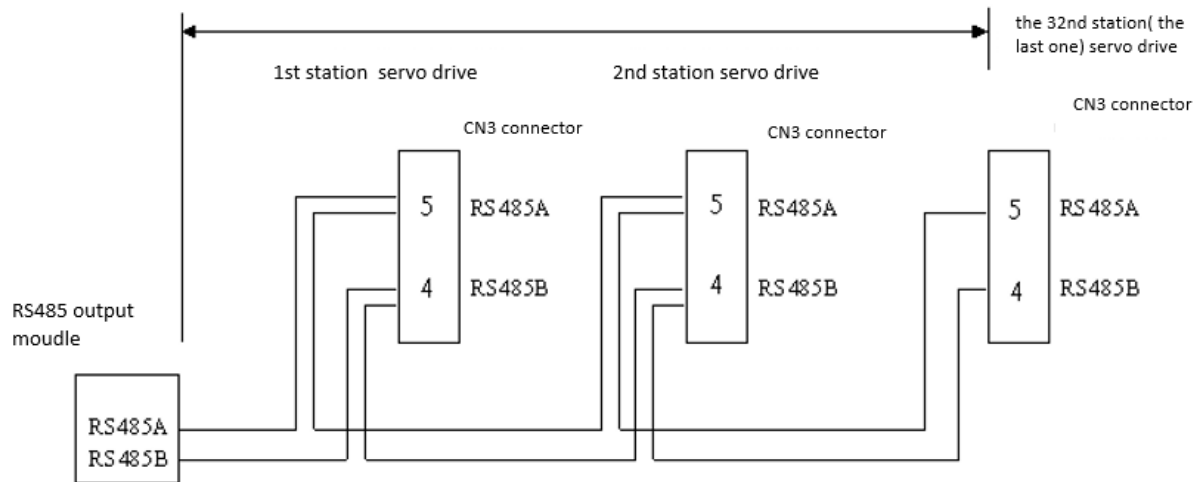 the 32nd station( the
last one) servo drive
1st station servo drive
2nd station servo drive
CN3 connector
CN3 connector
CN3 connector
5
RS485A
5
RS485A
5
RS485A
4
RS485B
4
RS485B
4
RS485B
RS485 output
moudle
RS485A
RS485B